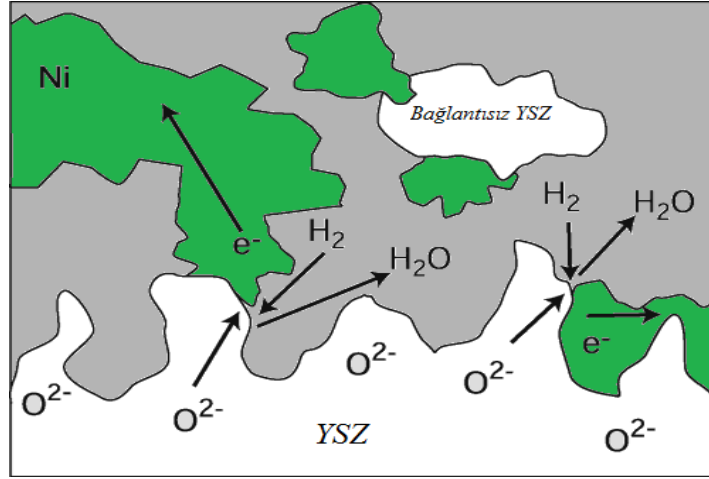 Ni
Bağlantısız YSZ
e⁻
H₂
H₂O
H₂
H₂O
O²⁻
O²⁻
O²⁻
O²⁻
e⁻
YSZ
O²⁻